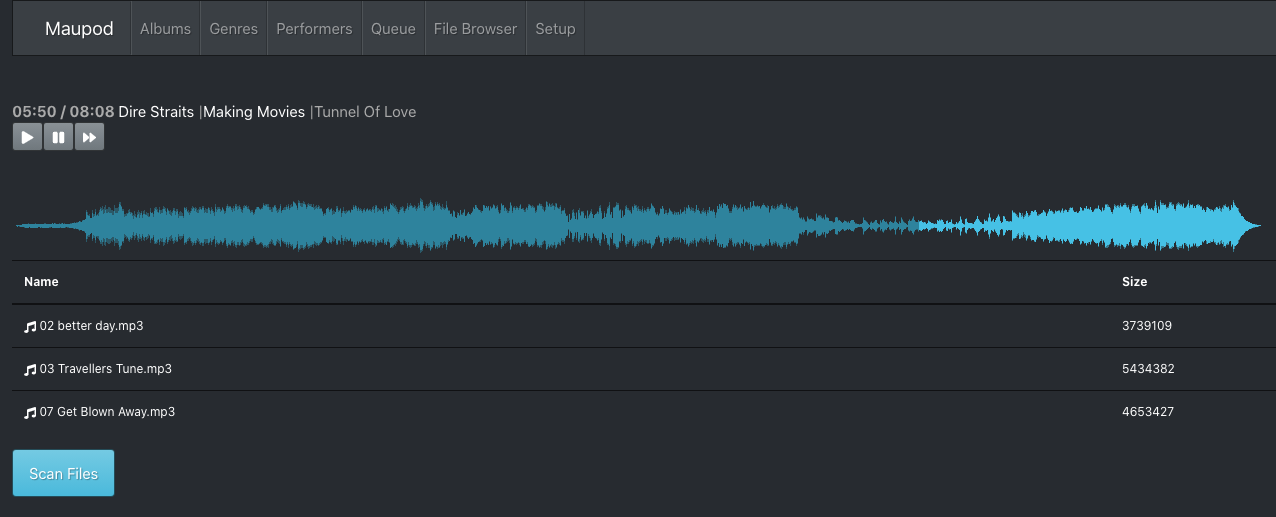 Maupod Albums Genres Performers Queue File Browser Setup
05:50 / 08:08 Dire Straits |Making Movies |Tunnel Of Love
Name Size
02 better day.mp3 3739109
03 Travellers Tune.mp3 5434382
07 Get Blown Away.mp3 4653427
Scan Files